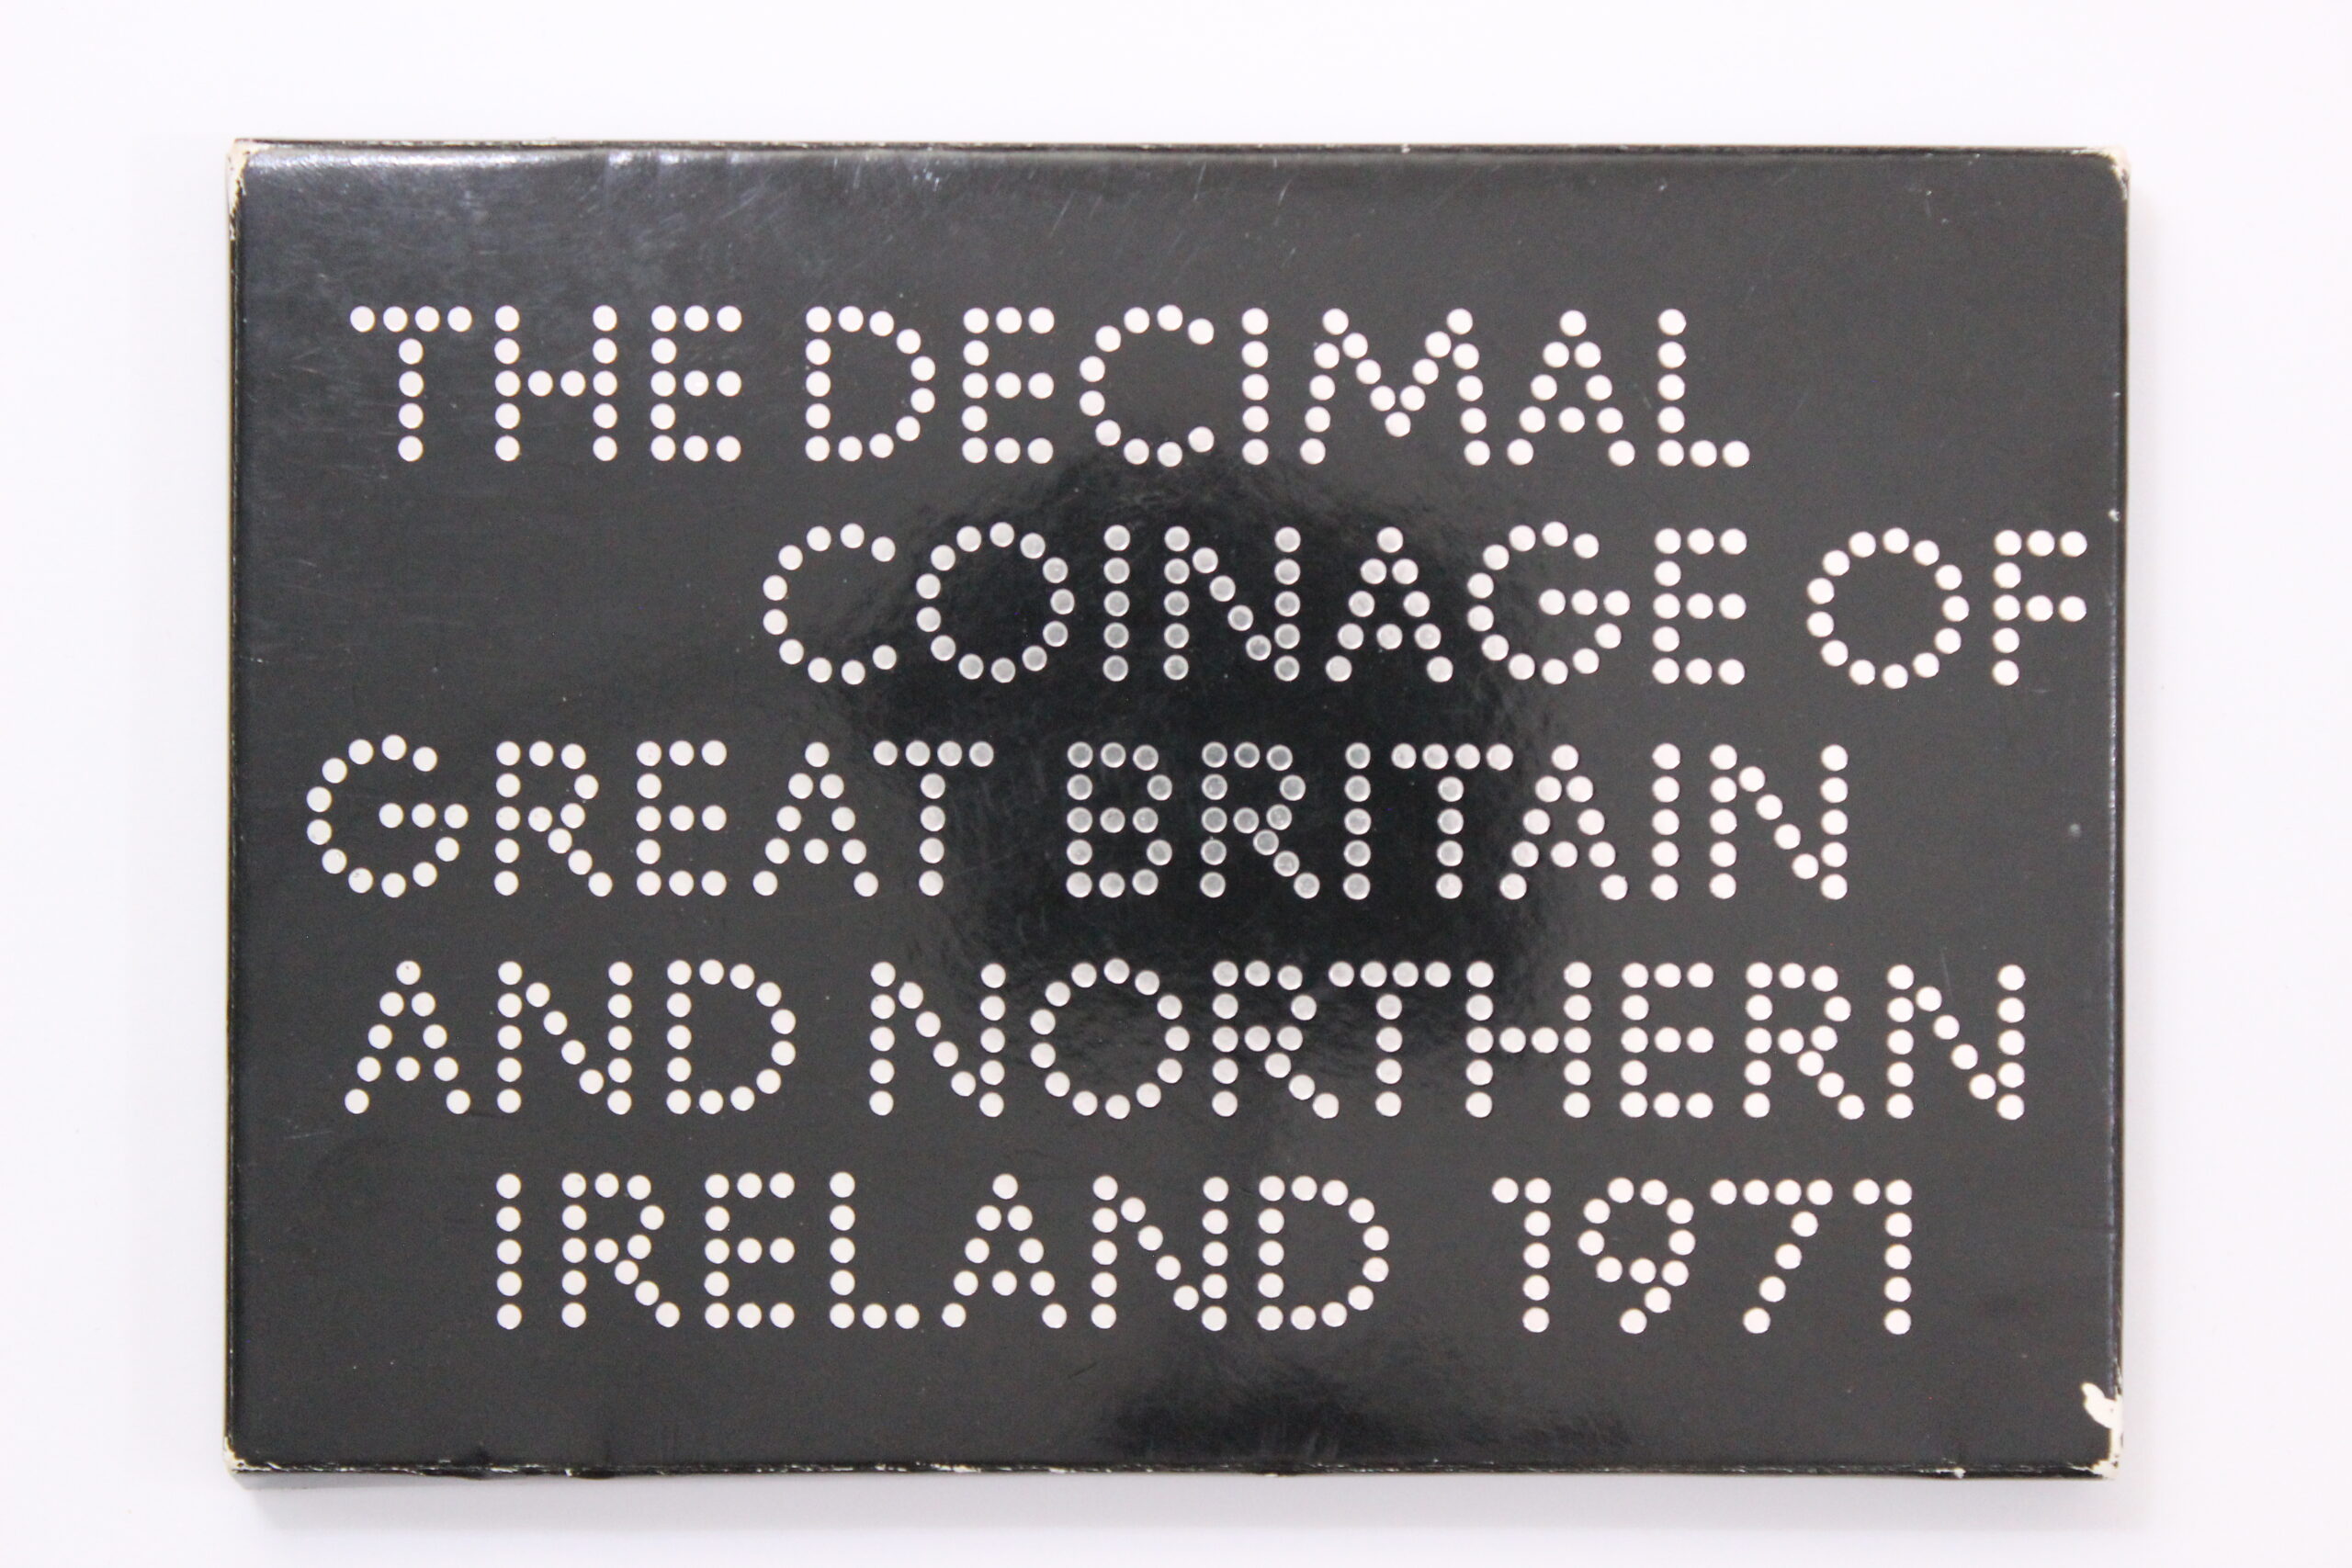 THE DECIMAL
COINAGE OF
GREAT BRITAIN
AND NORTHERN
IRELAND 1971